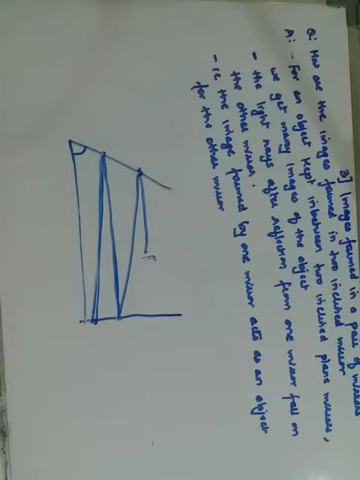 3] Images formed in a pair of mirrors
Q: How are the images formed in two inclined mirror
A: - For an object kept inbetween two inclined plane mirrors,
we get many images of the object
- the light rays after reflection from one mirror fall on
the other mirror.
- ie the image formed by one mirror acts as an object
for the other mirror